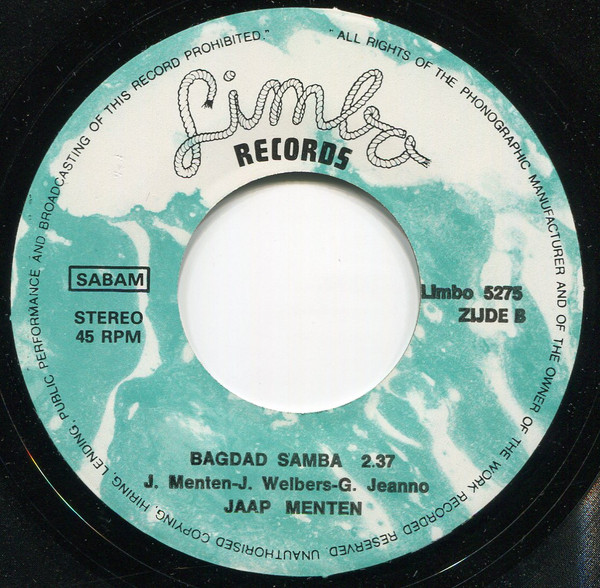 "ALL RIGHTS OF THE PHONOGRAPHIC MANUFACTURER AND OF THE OWNER OF THE WORK RECORDED RESERVED. UNAUTHORISED COPYING, HIRING, LENDING, PUBLIC PERFORMANCE AND BROADCASTING OF THIS RECORD PROHIBITED."
Limbo
RECORDS
SABAM
STEREO
45 RPM
Limbo 5275
ZIJDE B
BAGDAD SAMBA 2.37
J. Menten-J. Welbers-G. Jeanno
JAAP MENTEN